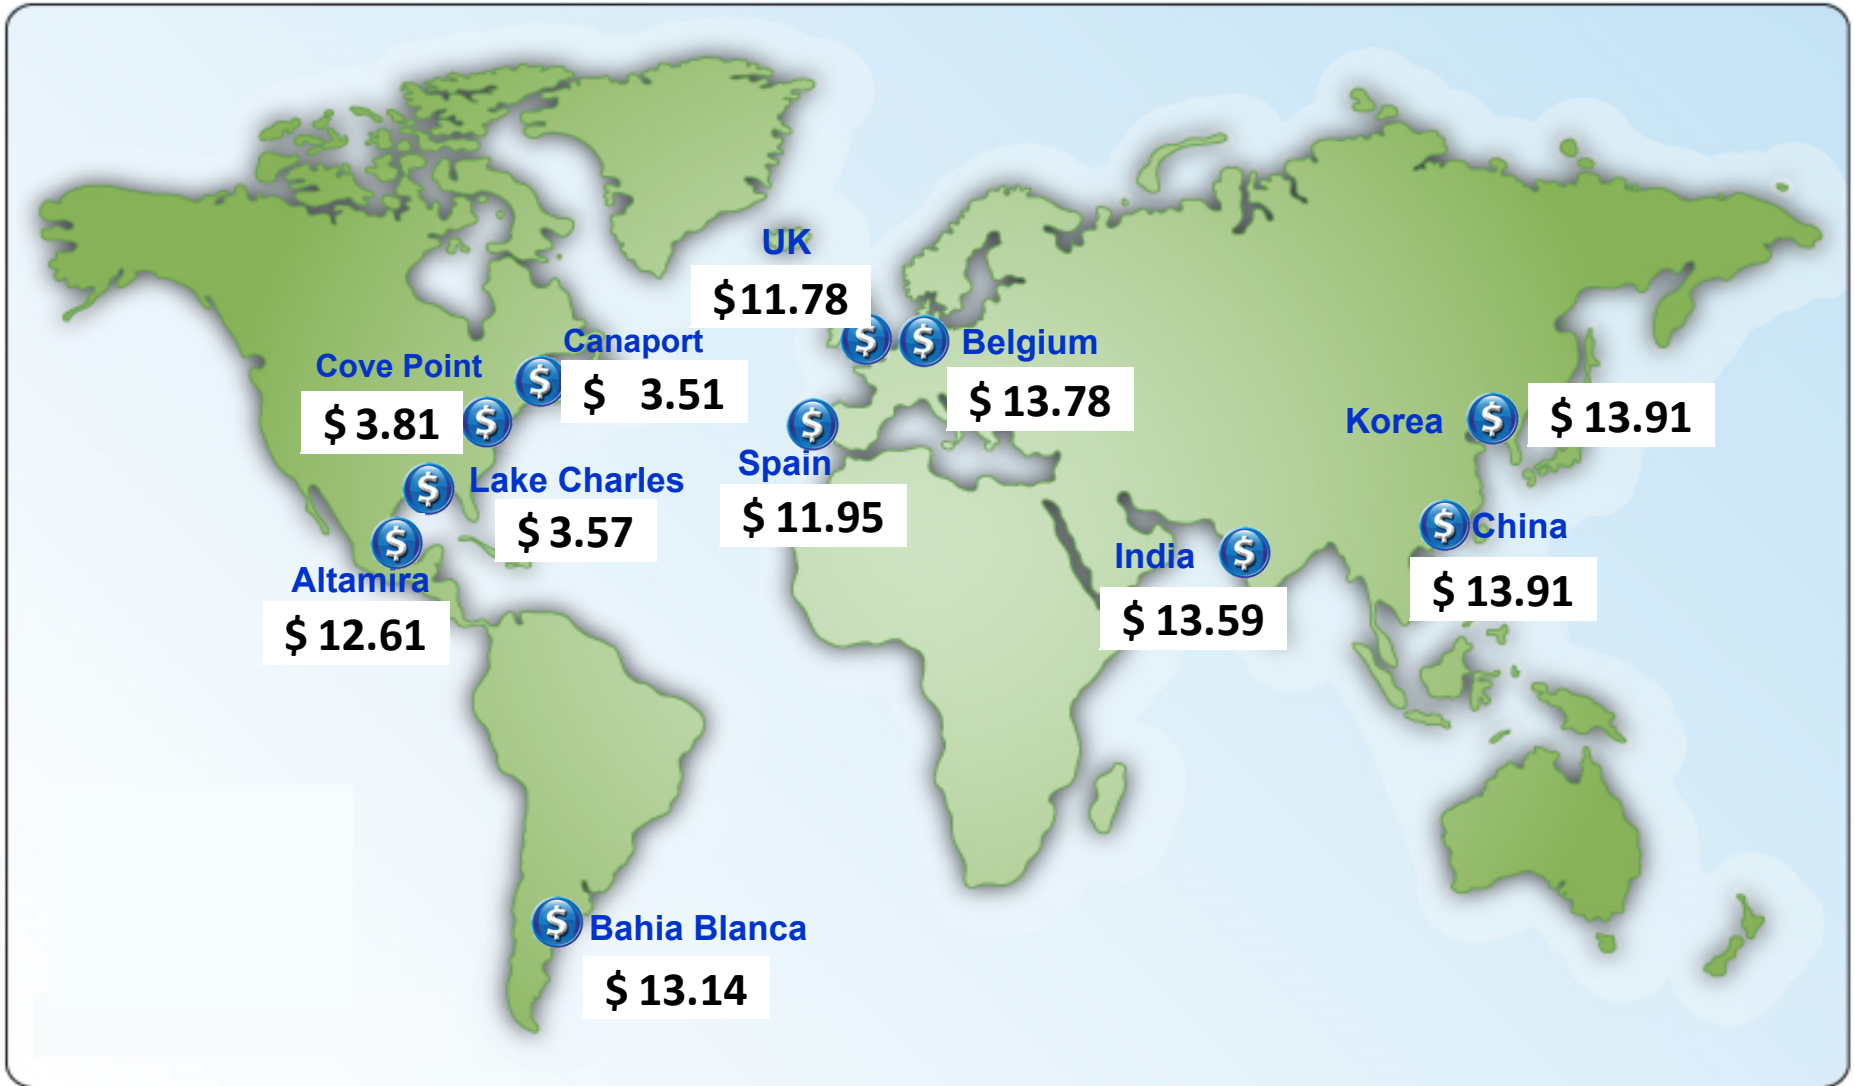 UK
$11.78
Canaport
$ 3.51
Cove Point
$ 3.81
Belgium
$ 13.78
Korea
$ 13.91
Spain
$ 11.95
Lake Charles
$ 3.57
China
$ 13.91
India
$ 13.59
Altamira
$ 12.61
Bahia Blanca
$ 13.14